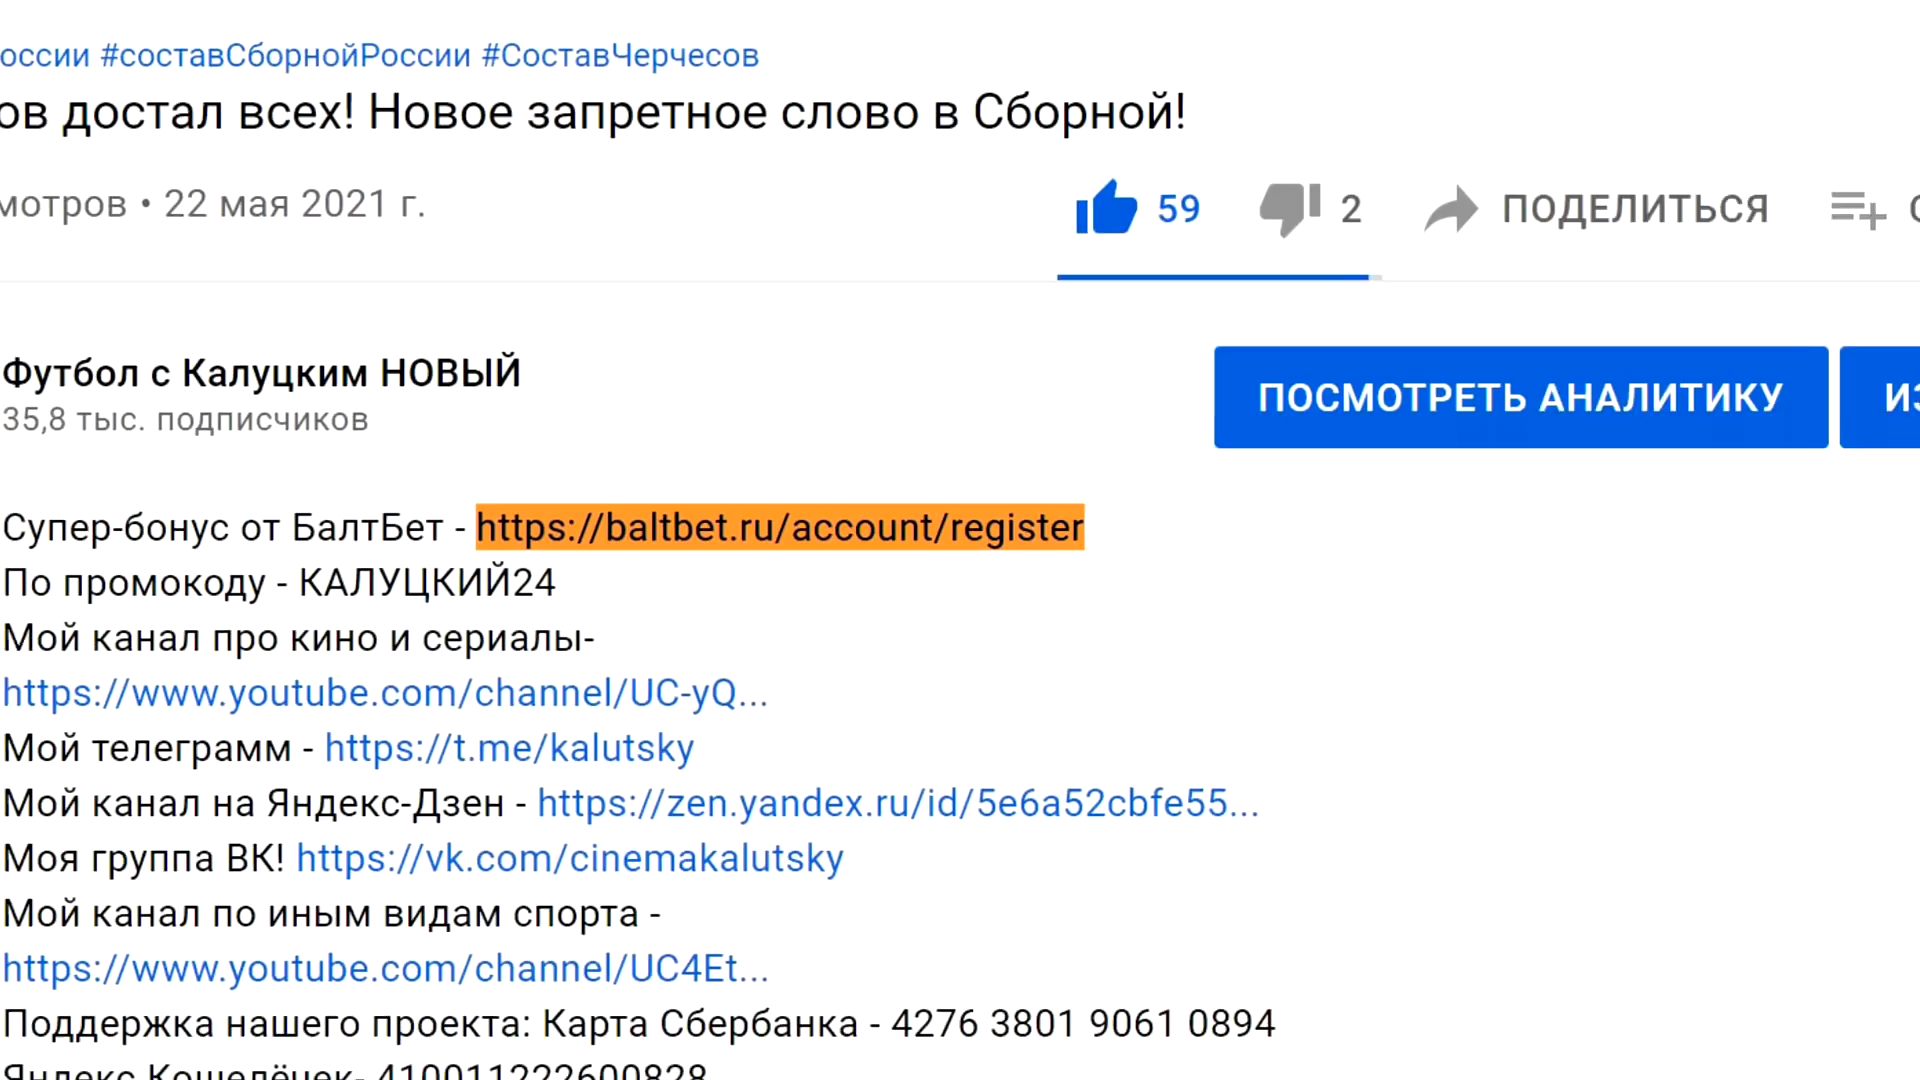 оссии #составСборнойРоссии #СоставЧерчесов
ов достал всех! Новое запретное слово в Сборной!
мотров • 22 мая 2021 г.
59 2 ПОДЕЛИТЬСЯ
Футбол с Калуцким НОВЫЙ
35,8 тыс. подписчиков
ПОСМОТРЕТЬ АНАЛИТИКУ ИЗ
Супер-бонус от БалтБет - https://baltbet.ru/account/register
По промокоду - КАЛУЦКИЙ24
Мой канал про кино и сериалы-
https://www.youtube.com/channel/UC-yQ...
Мой телеграмм - https://t.me/kalutsky
Мой канал на Яндекс-Дзен - https://zen.yandex.ru/id/5e6a52cbfe55...
Моя группа ВК! https://vk.com/cinemakalutsky
Мой канал по иным видам спорта -
https://www.youtube.com/channel/UC4Et...
Поддержка нашего проекта: Карта Сбербанка - 4276 3801 9061 0894
Яндекс Кошелёчек- 410011222600828